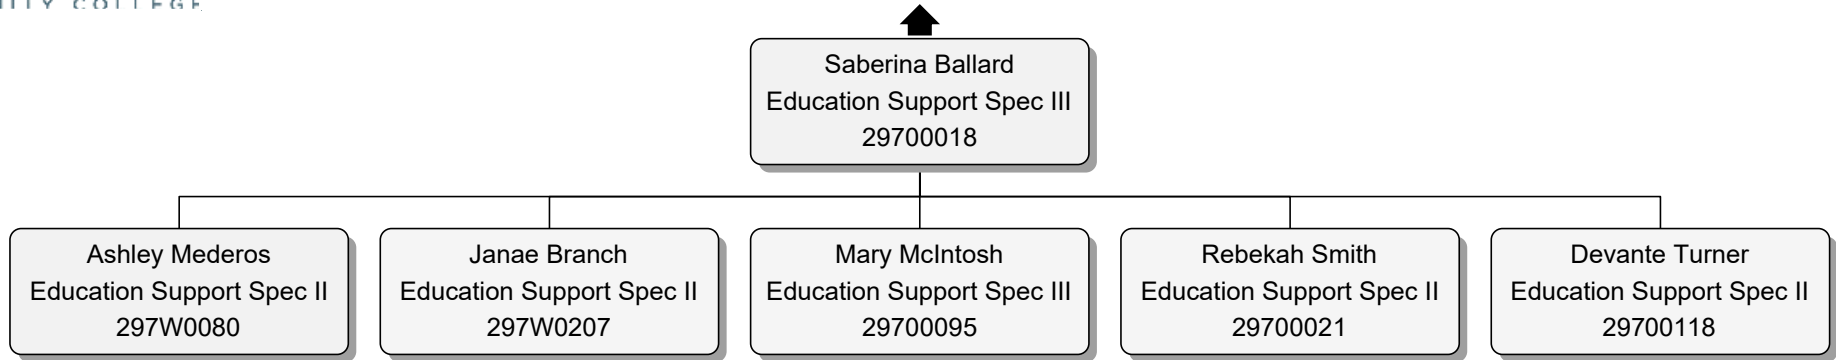 COLLEGE
Saberina Ballard
Education Support Spec III
29700018
Ashley Mederos
Education Support Spec II
297W0080
Janae Branch
Education Support Spec II
297W0207
Mary McIntosh
Education Support Spec III
29700095
Rebekah Smith
Education Support Spec II
29700021
Devante Turner
Education Support Spec II
29700118